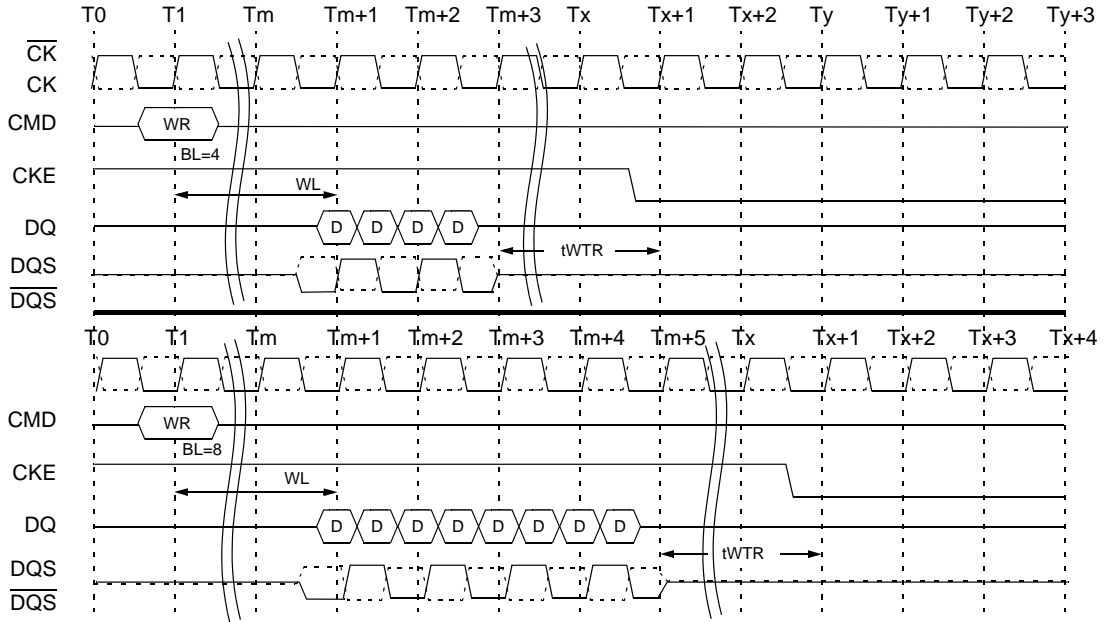 T0 T1 Tm Tm+1 Tm+2 Tm+3 Tx Tx+1 Tx+2 Ty Ty+1 Ty+2 Ty+3
CK
CK
CMD WR
BL=4
CKE
WL
DQ D D D D
tWTR
DQS
DQS
T0 T1 Tm Tm+1 Tm+2 Tm+3 Tm+4 Tm+5 Tx Tx+1 Tx+2 Tx+3 Tx+4
CMD WR
BL=8
CKE
WL
DQ D D D D D D D D
tWTR
DQS
DQS